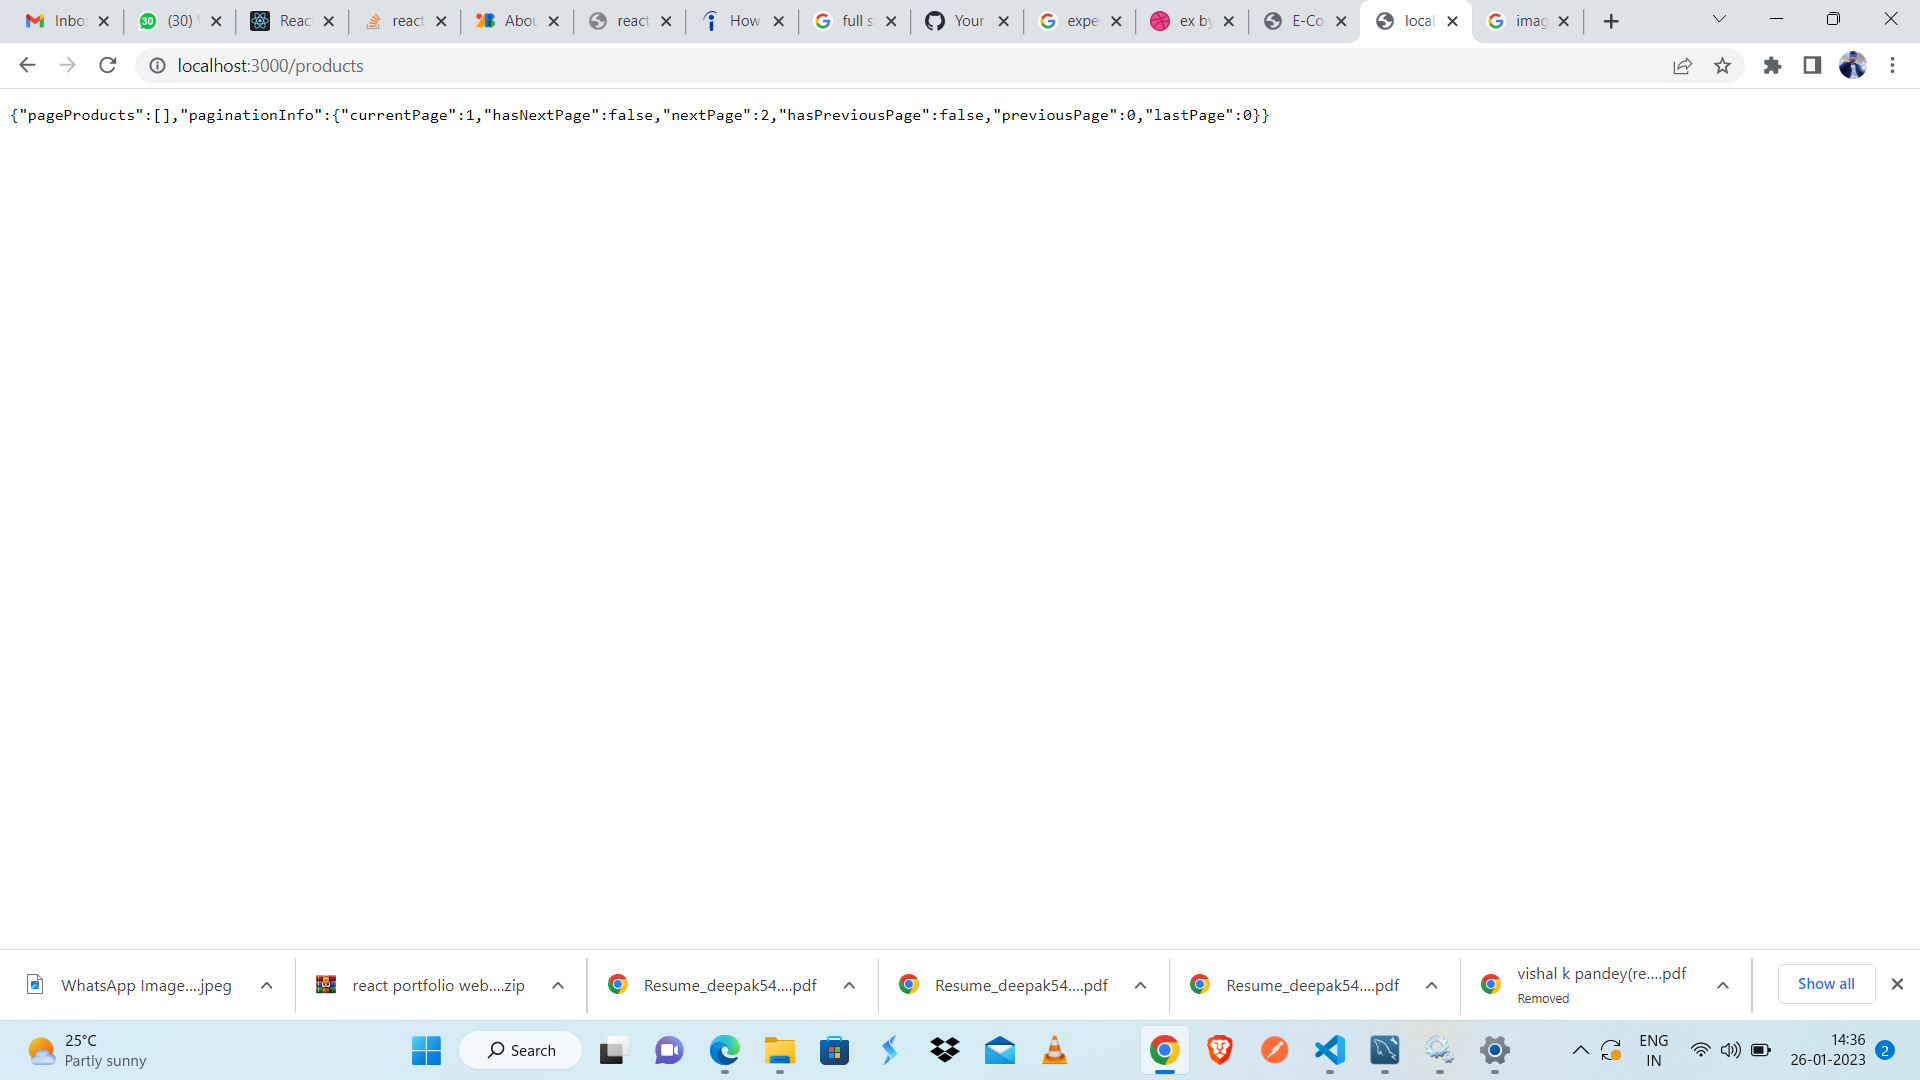 Inbo
(30)
Reac
react
Abou
react
How
full s
Your
expe
ex by
E-Co
local
imag
localhost:3000/products
{"pageProducts":[],"paginationInfo":{"currentPage":1,"hasNextPage":false,"nextPage":2,"hasPreviousPage":false,"previousPage":0,"lastPage":0}}
WhatsApp Image....jpeg
react portfolio web....zip
Resume_deepak54....pdf
Resume_deepak54....pdf
Resume_deepak54....pdf
vishal k pandey(re....pdf
Removed
Show all
25°C
Partly sunny
Search
ENG
IN
14:36
26-01-2023
2